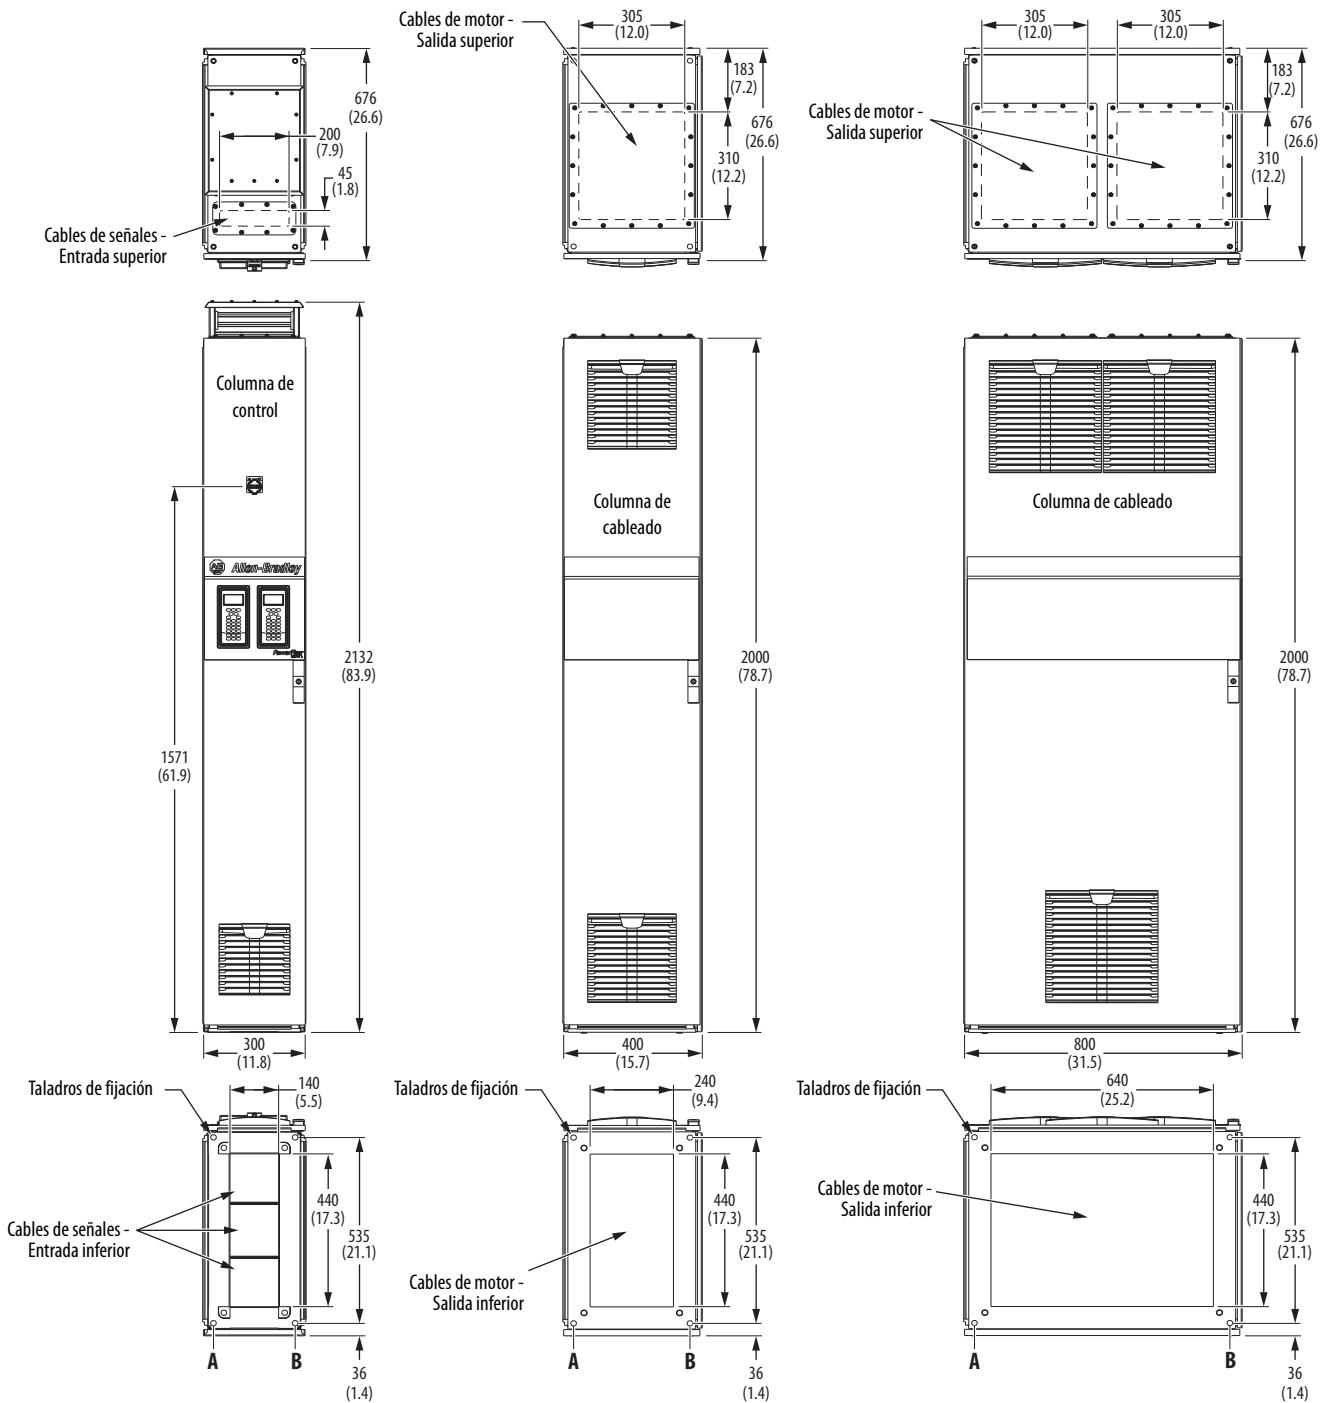 Cables de motor -
Salida superior
305
(12.0)
305
(12.0)
305
(12.0)
676
(26.6)
200
(7.9)
45
(1.8)
Cables de señales -
Entrada superior
183
(7.2)
676
(26.6)
310
(12.2)
Cables de motor -
Salida superior
183
(7.2)
676
(26.6)
310
(12.2)
Columna de
control
Allen-Bradley
2132
(83.9)
1571
(61.9)
300
(11.8)
Columna de
cableado
2000
(78.7)
400
(15.7)
Columna de cableado
2000
(78.7)
800
(31.5)
Taladros de fijación
140
(5.5)
440
(17.3)
535
(21.1)
Cables de señales -
Entrada inferior
A
B
36
(1.4)
Taladros de fijación
240
(9.4)
440
(17.3)
535
(21.1)
Cables de motor -
Salida inferior
A
B
36
(1.4)
Taladros de fijación
640
(25.2)
Cables de motor -
Salida inferior
440
(17.3)
535
(21.1)
A
B
36
(1.4)